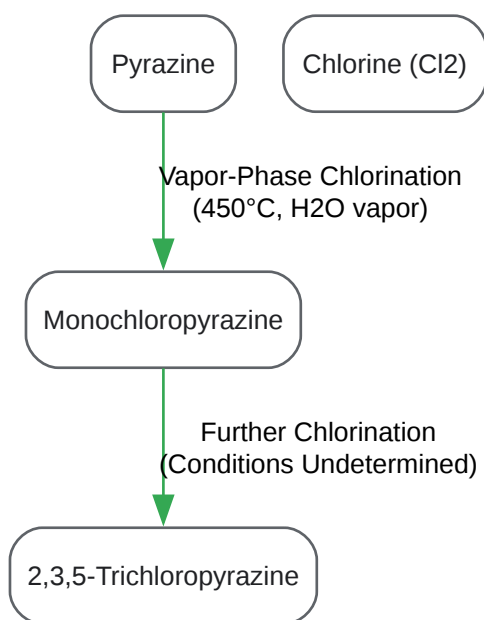 Pyrazine
Chlorine (Cl2)
Vapor-Phase Chlorination
(450°C, H2O vapor)
Monochloropyrazine
Further Chlorination
(Conditions Undetermined)
2,3,5-Trichloropyrazine